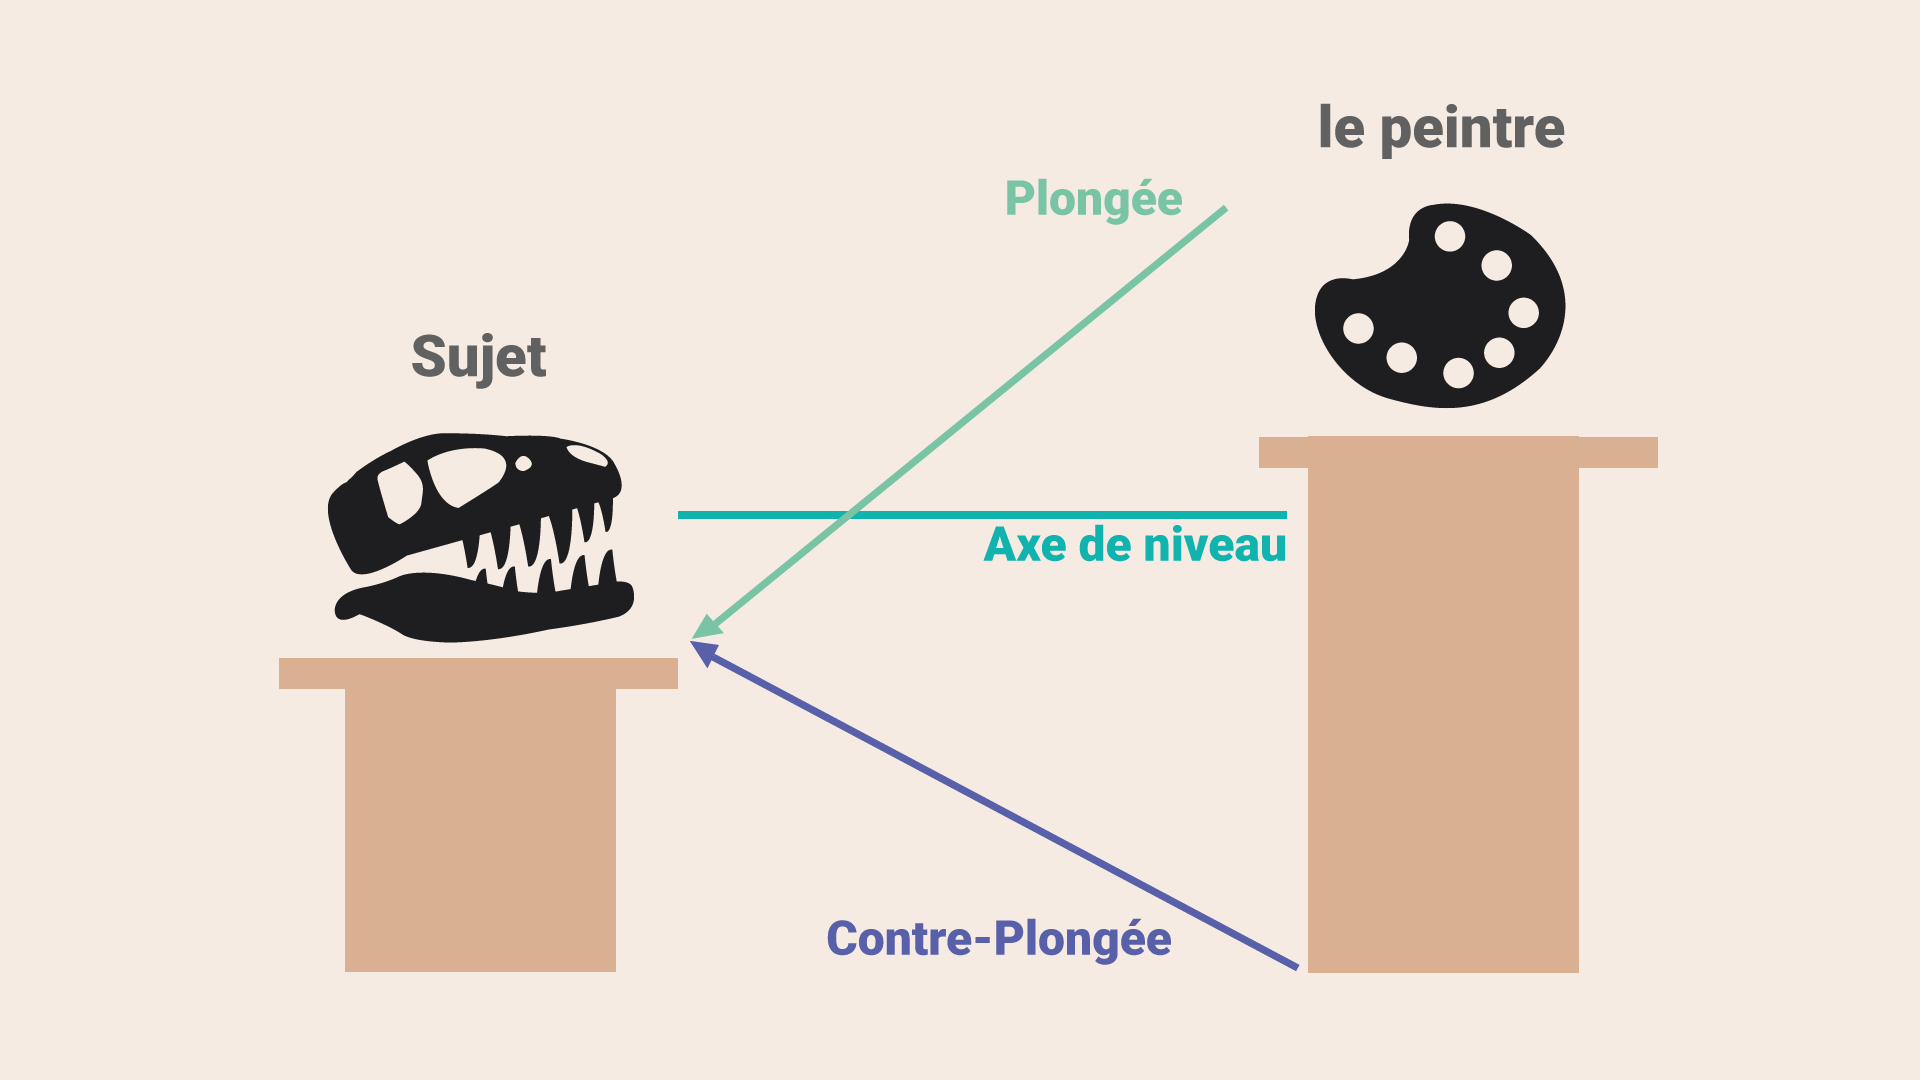 le peintre
Plongée
Sujet
Axe de niveau
Contre-Plongée